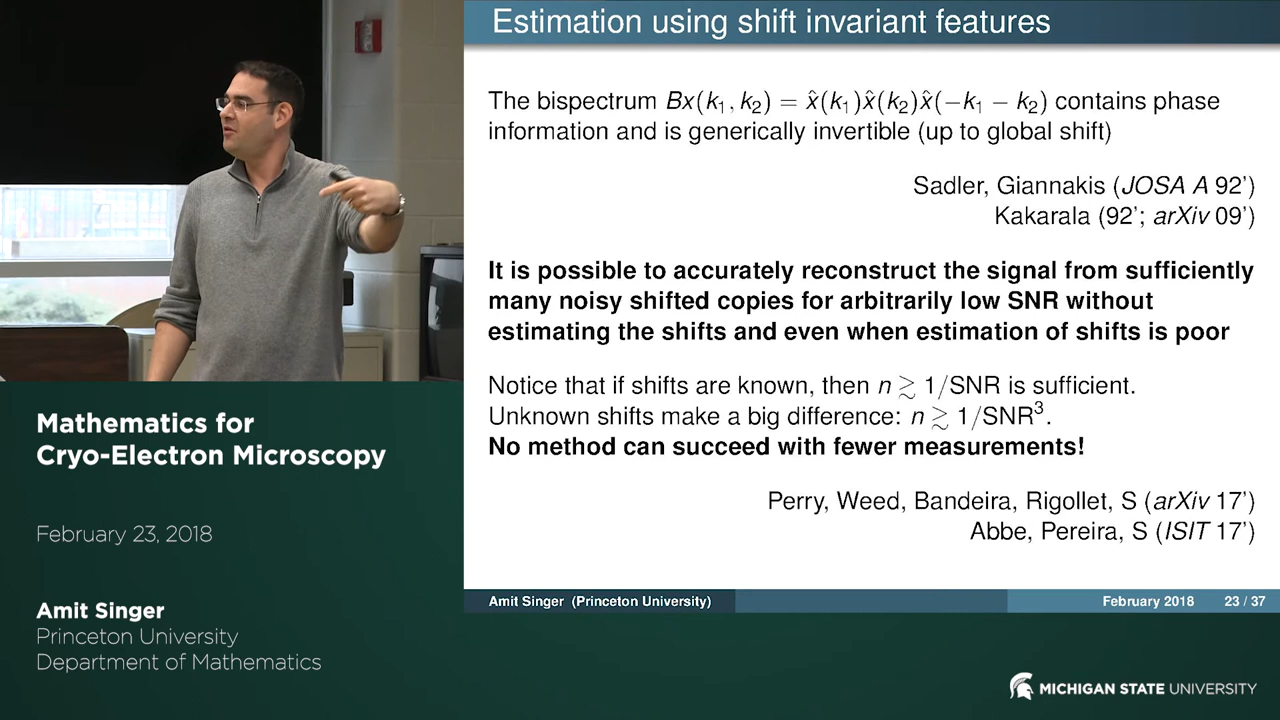 Estimation using shift invariant features
The bispectrum Bx(k₁, k₂) = x̂(k₁)x̂(k₂)x̂(−k₁ − k₂) contains phase
information and is generically invertible (up to global shift)
Sadler, Giannakis (JOSA A 92’)
Kakarala (92’; arXiv 09’)
It is possible to accurately reconstruct the signal from sufficiently
many noisy shifted copies for arbitrarily low SNR without
estimating the shifts and even when estimation of shifts is poor
Notice that if shifts are known, then n ≳ 1/SNR is sufficient.
Unknown shifts make a big difference: n ≳ 1/SNR³.
No method can succeed with fewer measurements!
Perry, Weed, Bandeira, Rigollet, S (arXiv 17’)
Abbe, Pereira, S (ISIT 17’)
Amit Singer (Princeton University)
February 2018 23 / 37
Mathematics for
Cryo-Electron Microscopy
February 23, 2018
Amit Singer
Princeton University
Department of Mathematics
MICHIGAN STATE UNIVERSITY